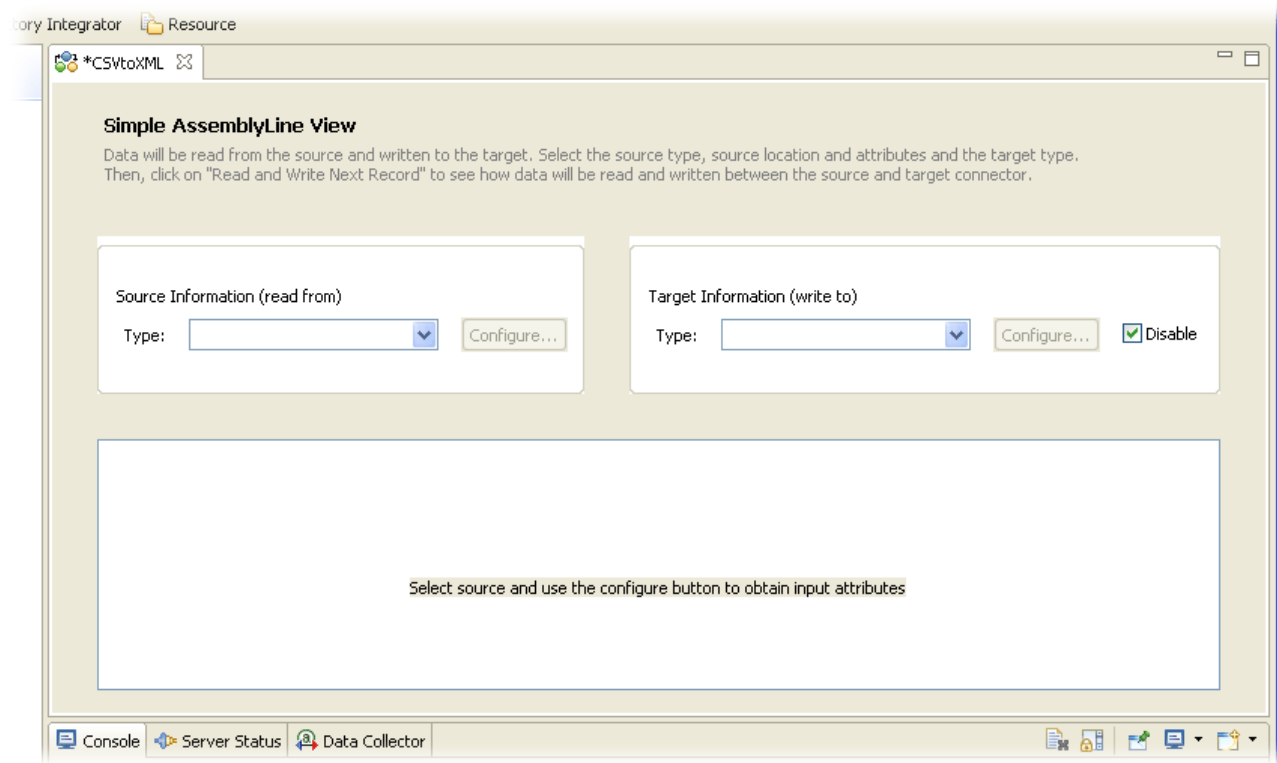 tory Integrator Resource
*CSVtoXML
Simple AssemblyLine View
Data will be read from the source and written to the target. Select the source type, source location and attributes and the target type.
Then, click on "Read and Write Next Record" to see how data will be read and written between the source and target connector.
Source Information (read from)
Type: Configure...
Target Information (write to)
Type: Configure... Disable
Select source and use the configure button to obtain input attributes
Console Server Status Data Collector